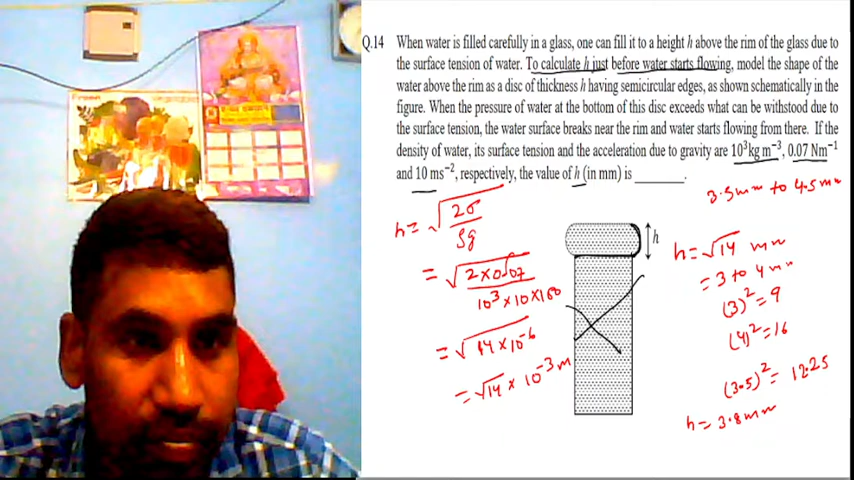 Q.14 When water is filled carefully in a glass, one can fill it to a height h above the rim of the glass due to
the surface tension of water. To calculate h just before water starts flowing, model the shape of the
water above the rim as a disc of thickness h having semicircular edges, as shown schematically in the
figure. When the pressure of water at the bottom of this disc exceeds what can be withstood due to
the surface tension, the water surface breaks near the rim and water starts flowing from there. If the
density of water, its surface tension and the acceleration due to gravity are 10³ kg m⁻³, 0.07 Nm⁻¹
and 10 ms⁻², respectively, the value of h (in mm) is ________.
3.5mm to 4.5mm
h = √(2σ/ρg)
= √(2×0.07/10³×10×100)
= √(14×10⁻⁶)
= √14 × 10⁻³ m
h
h = √14 mm
= 3 to 4 mm
(3)² = 9
(4)² = 16
(3.5)² = 12.25
h = 3.8mm